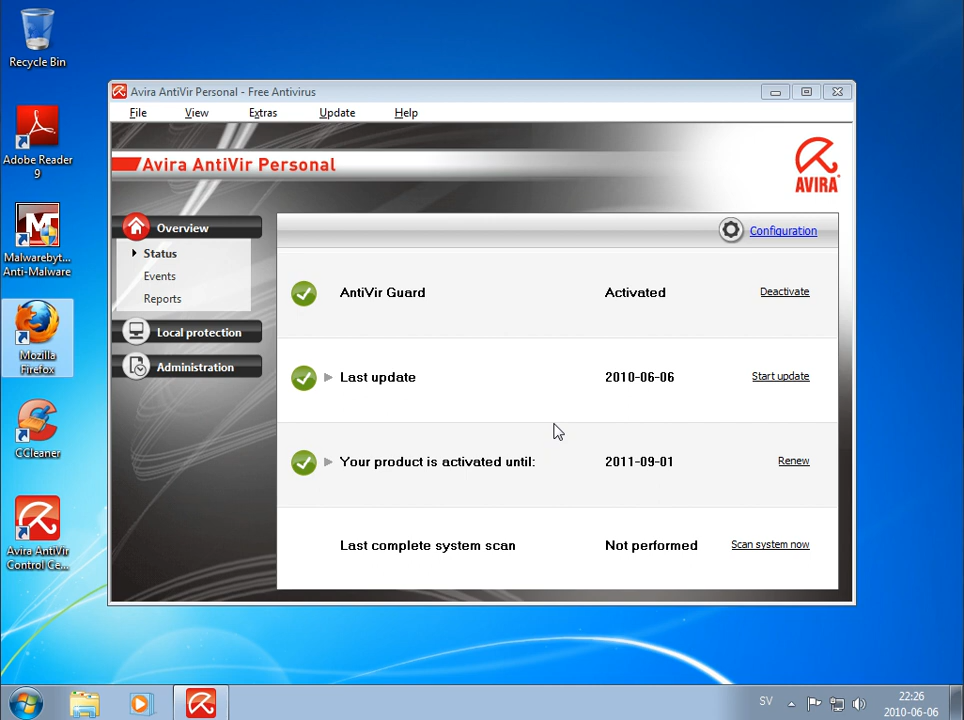 Recycle Bin
Adobe Reader
9
Malwarebyt...
Anti-Malware
Mozilla
Firefox
CCleaner
Avira AntiVir
Control Ce...
Avira AntiVir Personal - Free Antivirus
File View Extras Update Help
Avira AntiVir Personal
AVIRA
Overview
Status
Events
Reports
Local protection
Administration
Configuration
AntiVir Guard Activated Deactivate
Last update 2010-06-06 Start update
Your product is activated until: 2011-09-01 Renew
Last complete system scan Not performed Scan system now
SV
22:26
2010-06-06